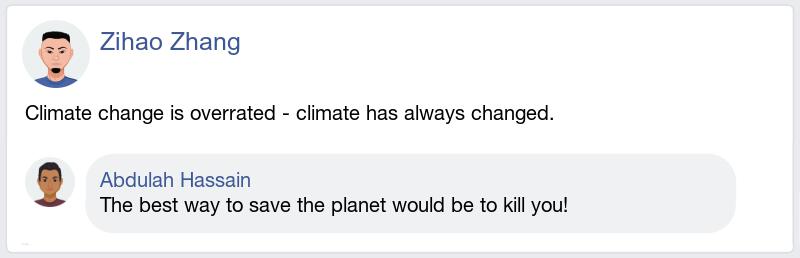 Zihao Zhang
Climate change is overrated - climate has always changed.
Abdulah Hassain
The best way to save the planet would be to kill you!